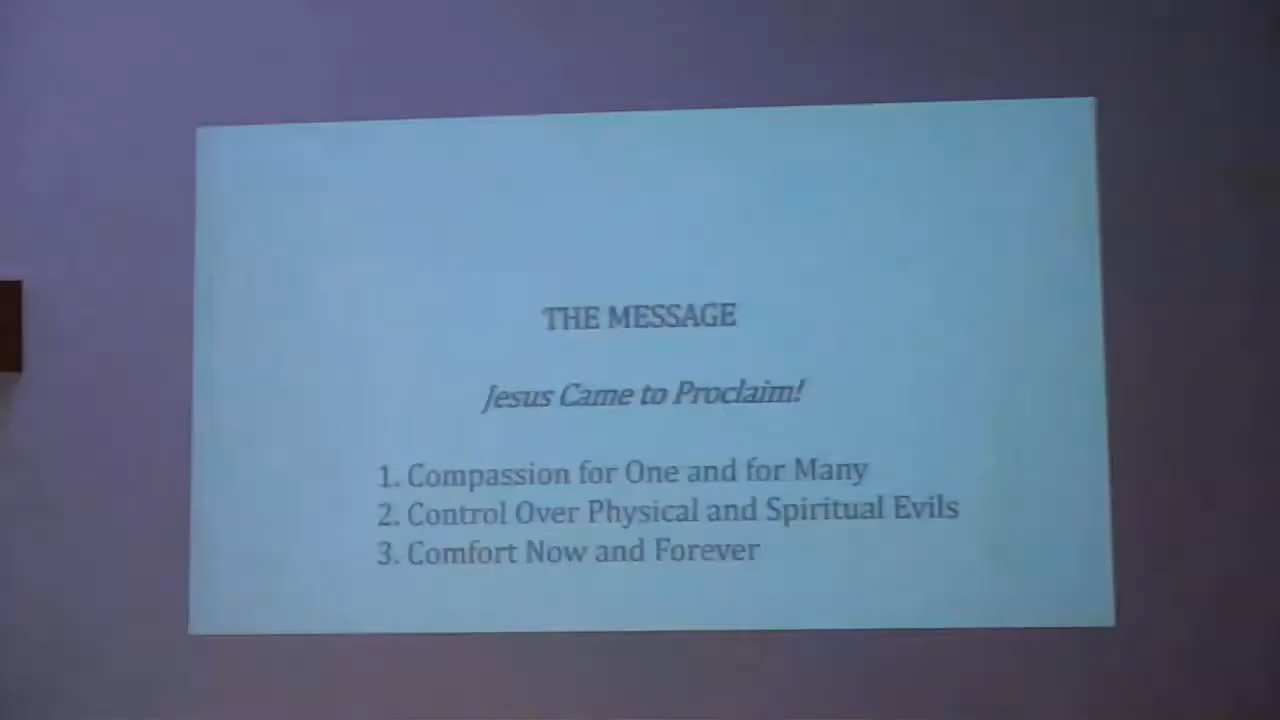 THE MESSAGE
Jesus Came to Proclaim!
1. Compassion for One and for Many
2. Control Over Physical and Spiritual Evils
3. Comfort Now and Forever